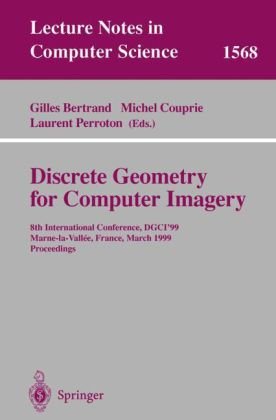 Lecture Notes in
Computer Science 1568
Gilles Bertrand Michel Couprie
Laurent Perroton (Eds.)
Discrete Geometry
for Computer Imagery
8th International Conference, DGCI'99
Marne-la-Vallée, France, March 1999
Proceedings
Springer